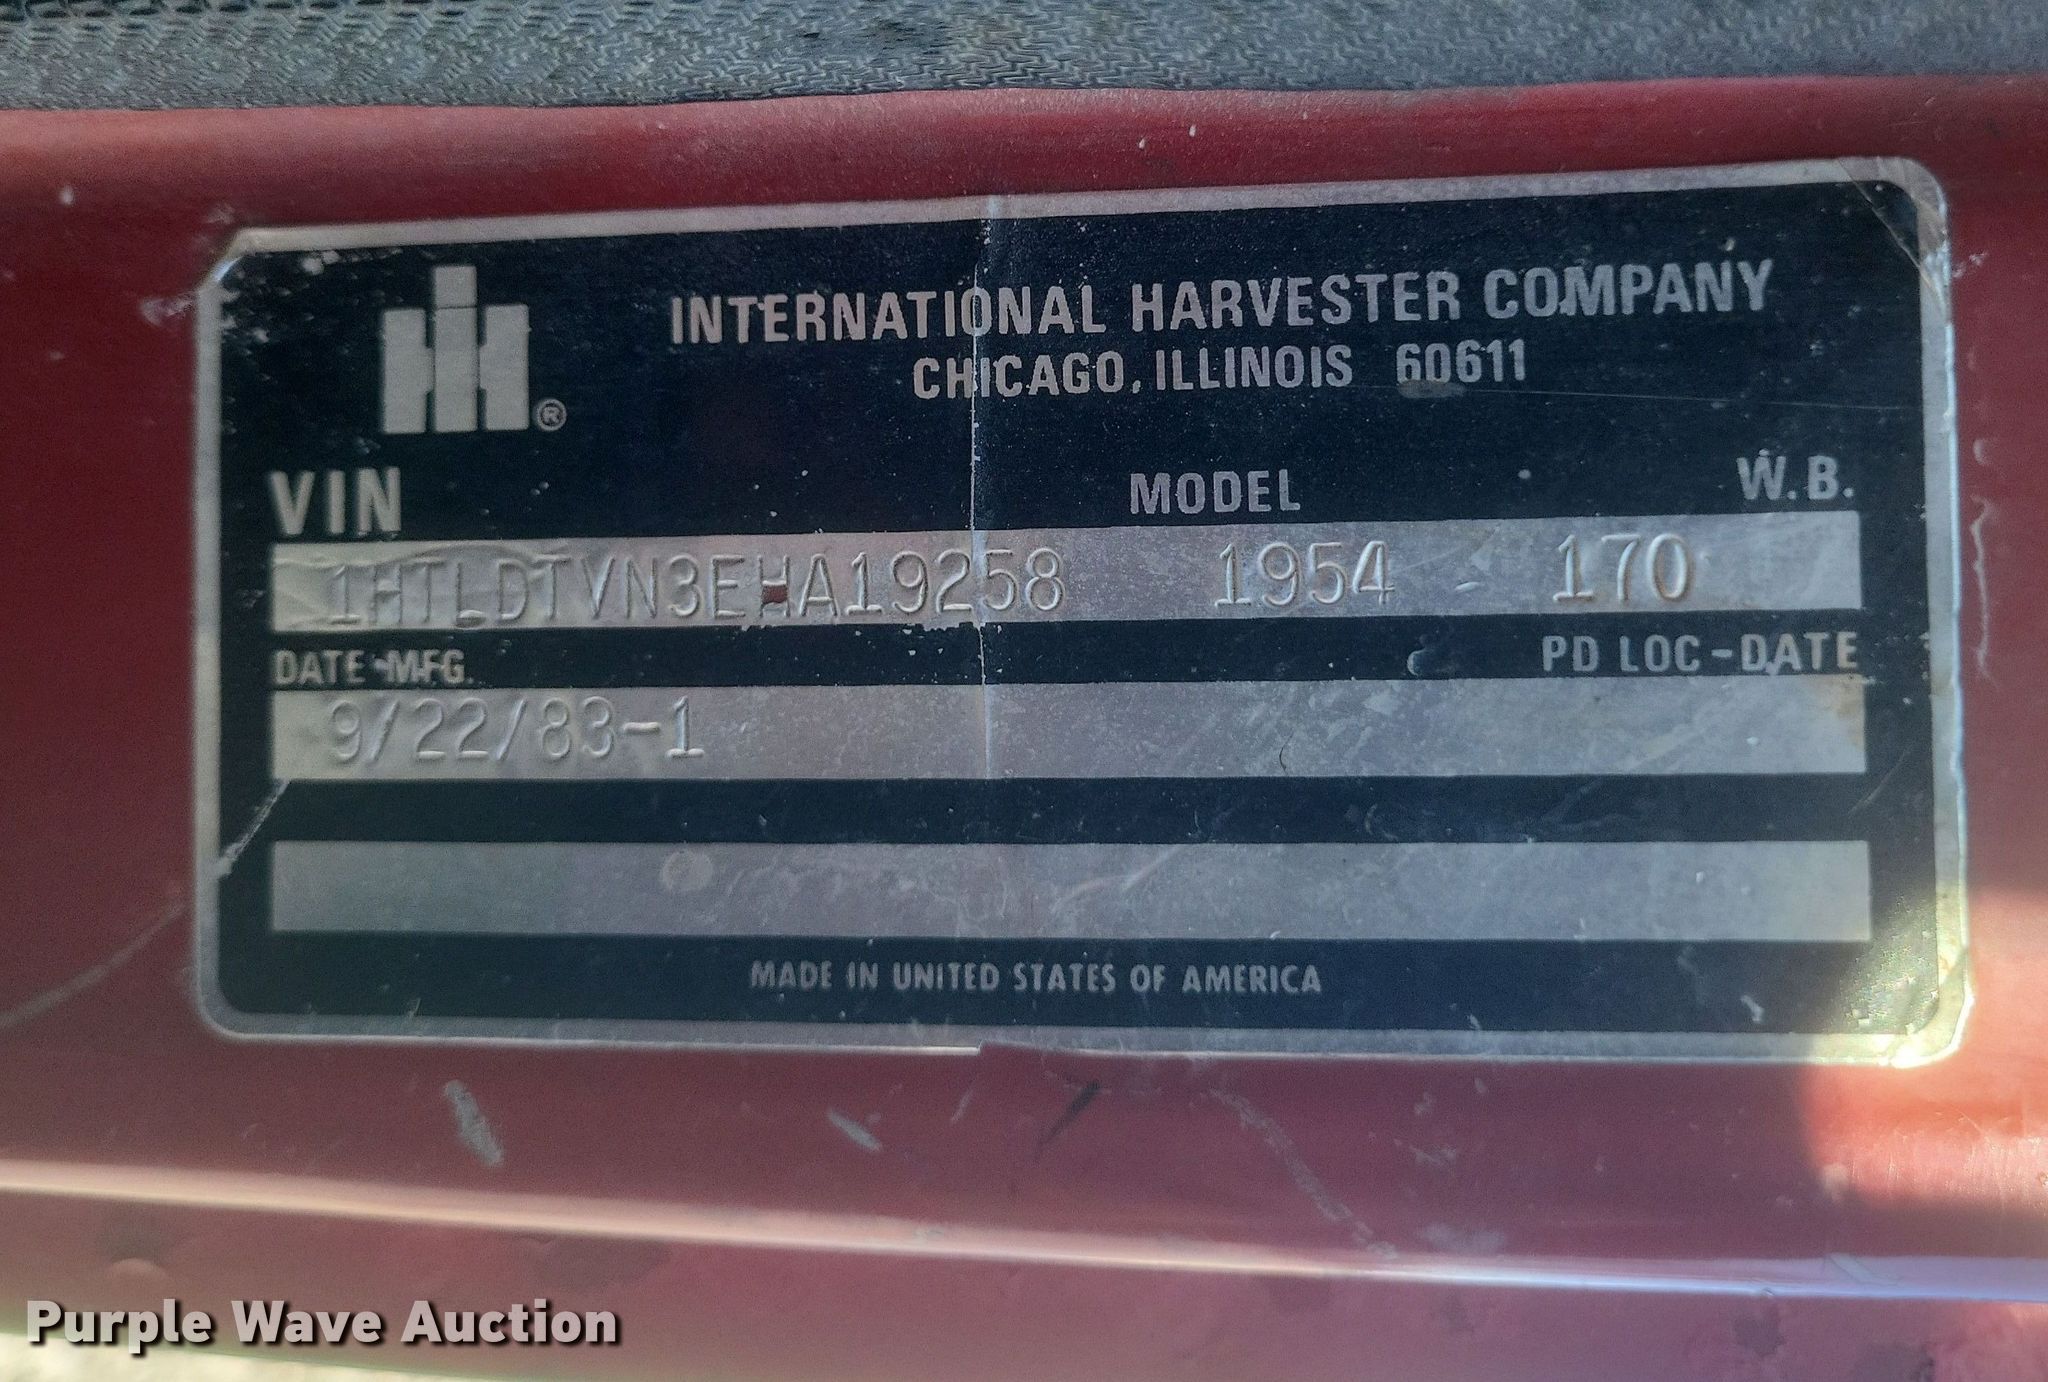 INTERNATIONAL HARVESTER COMPANY
CHICAGO, ILLINOIS 60611
®
VIN MODEL W.B.
1HTLDTVN3EHA19258 1954 170
DATE MFG. PD LOC-DATE
9/22/83-1
MADE IN UNITED STATES OF AMERICA
Purple Wave Auction